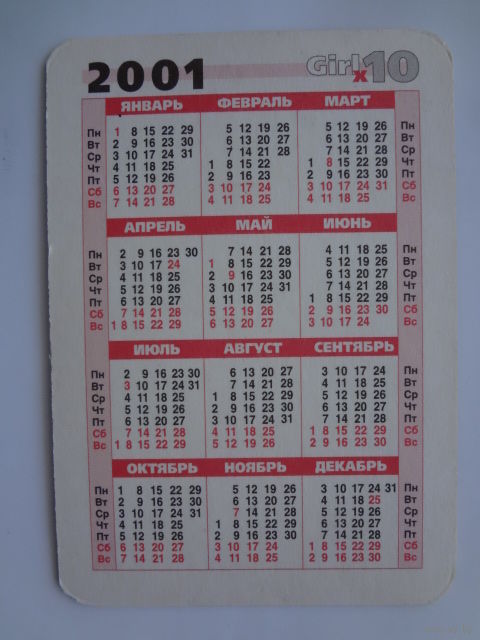 2001 Girl x10
ЯНВАРЬ ФЕВРАЛЬ МАРТ
Пн 1 8 15 22 29 5 12 19 26 5 12 19 26 Пн
Вт 2 9 16 23 30 6 13 20 27 6 13 20 27 Вт
Ср 3 10 17 24 31 7 14 21 28 7 14 21 28 Ср
Чт 4 11 18 25 1 8 15 22 1 8 15 22 29 Чт
Пт 5 12 19 26 2 9 16 23 2 9 16 23 30 Пт
Сб 6 13 20 27 3 10 17 24 3 10 17 24 31 Сб
Вс 7 14 21 28 4 11 18 25 4 11 18 25 Вс
АПРЕЛЬ МАЙ ИЮНЬ
Пн 2 9 16 23 30 7 14 21 28 4 11 18 25 Пн
Вт 3 10 17 24 1 8 15 22 29 5 12 19 26 Вт
Ср 4 11 18 25 2 9 16 23 30 6 13 20 27 Ср
Чт 5 12 19 26 3 10 17 24 31 7 14 21 28 Чт
Пт 6 13 20 27 4 11 18 25 1 8 15 22 29 Пт
Сб 7 14 21 28 5 12 19 26 2 9 16 23 30 Сб
Вс 1 8 15 22 29 6 13 20 27 3 10 17 24 Вс
ИЮЛЬ АВГУСТ СЕНТЯБРЬ
Пн 2 9 16 23 30 6 13 20 27 3 10 17 24 Пн
Вт 3 10 17 24 31 7 14 21 28 4 11 18 25 Вт
Ср 4 11 18 25 1 8 15 22 29 5 12 19 26 Ср
Чт 5 12 19 26 2 9 16 23 30 6 13 20 27 Чт
Пт 6 13 20 27 3 10 17 24 31 7 14 21 28 Пт
Сб 7 14 21 28 4 11 18 25 1 8 15 22 29 Сб
Вс 1 8 15 22 29 5 12 19 26 2 9 16 23 30 Вс
ОКТЯБРЬ НОЯБРЬ ДЕКАБРЬ
Пн 1 8 15 22 29 5 12 19 26 3 10 17 24 31 Пн
Вт 2 9 16 23 30 6 13 20 27 4 11 18 25 Вт
Ср 3 10 17 24 31 7 14 21 28 5 12 19 26 Ср
Чт 4 11 18 25 1 8 15 22 29 6 13 20 27 Чт
Пт 5 12 19 26 2 9 16 23 30 7 14 21 28 Пт
Сб 6 13 20 27 3 10 17 24 1 8 15 22 29 Сб
Вс 7 14 21 28 4 11 18 25 2 9 16 23 30 Вс